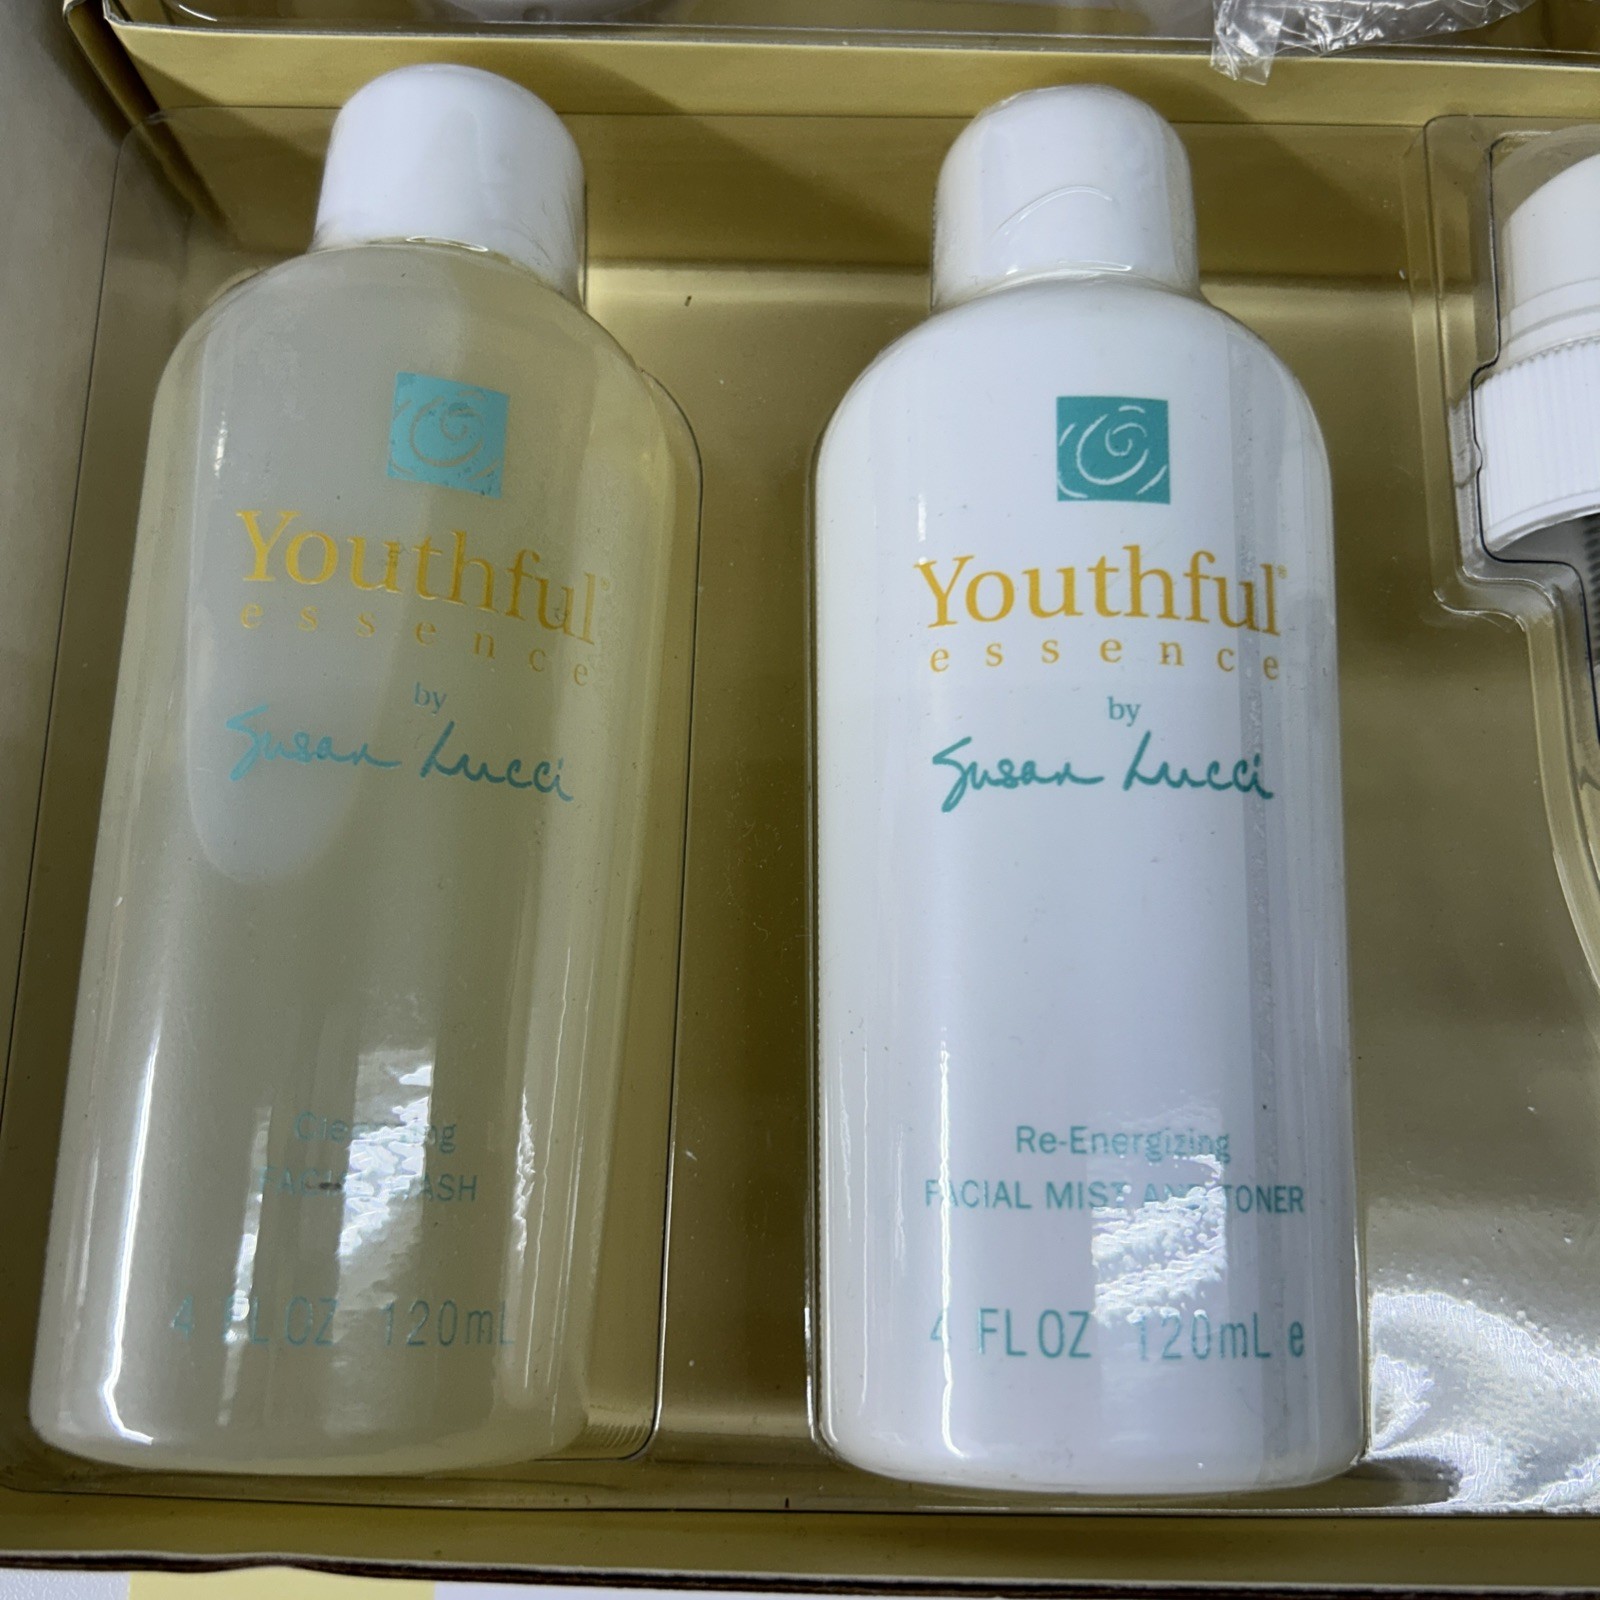 Youthful®
essence
by
Susan Lucci
Cleansing
FACIAL WASH
4 FL OZ 120mL
Youthful®
essence
by
Susan Lucci
Re-Energizing
FACIAL MIST AND TONER
4 FL OZ 120mL e